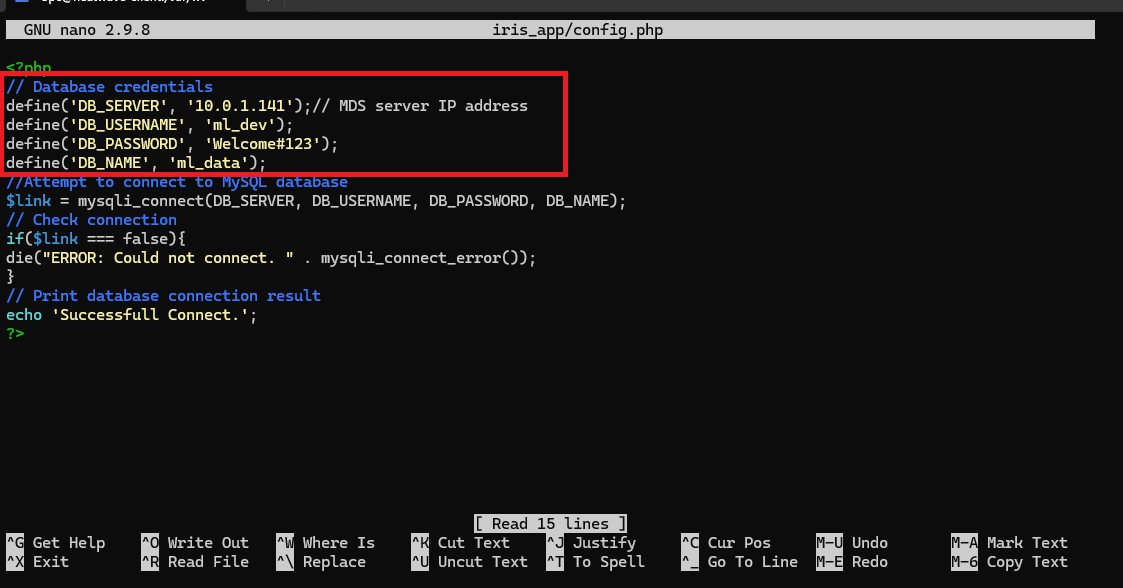 GNU nano 2.9.8 iris_app/config.php
<?php
// Database credentials
define('DB_SERVER', '10.0.1.141');// MDS server IP address
define('DB_USERNAME', 'ml_dev');
define('DB_PASSWORD', 'Welcome#123');
define('DB_NAME', 'ml_data');
//Attempt to connect to MySQL database
$link = mysqli_connect(DB_SERVER, DB_USERNAME, DB_PASSWORD, DB_NAME);
// Check connection
if($link === false){
die("ERROR: Could not connect. " . mysqli_connect_error());
}
// Print database connection result
echo 'Successfull Connect.';
?>
[ Read 15 lines ]
^G Get Help ^O Write Out ^W Where Is ^K Cut Text ^J Justify ^C Cur Pos M-U Undo M-A Mark Text
^X Exit ^R Read File ^\ Replace ^U Uncut Text ^T To Spell ^_ Go To Line M-E Redo M-6 Copy Text